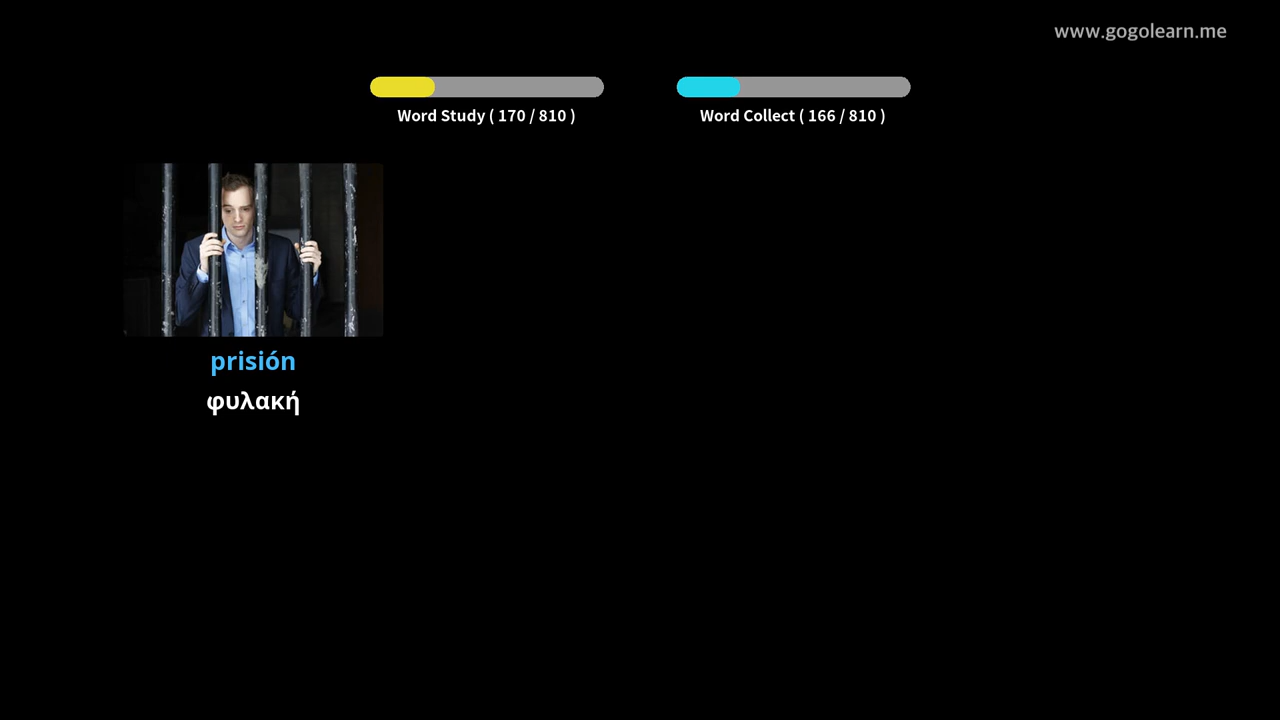 www.gogolearn.me
Word Study ( 170 / 810 )
Word Collect ( 166 / 810 )
prisión
φυλακή